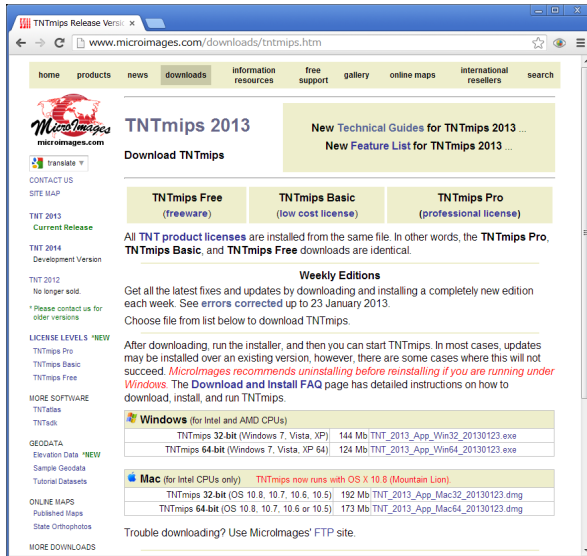 TNTmips Release Versi
www.microimages.com/downloads/tntmips.htm
home products news downloads information resources free support gallery online maps international resellers search
MicroImages
microimages.com
translate
CONTACT US
SITE MAP
TNT 2013
Current Release
TNT 2014
Development Version
TNT 2012
No longer sold.
* Please contact us for
older versions
LICENSE LEVELS *NEW
TNTmips Pro
TNTmips Basic
TNTmips Free
MORE SOFTWARE
TNTatlas
TNTsdk
GEODATA
Elevation Data *NEW
Sample Geodata
Tutorial Datasets
ONLINE MAPS
Published Maps
State Orthophotos
MORE DOWNLOADS
TNTmips 2013
Download TNTmips
New Technical Guides for TNTmips 2013 ...
New Feature List for TNTmips 2013 ...
TNTmips Free
(freeware)
TNTmips Basic
(low cost license)
TNTmips Pro
(professional license)
All TNT product licenses are installed from the same file. In other words, the TNTmips Pro,
TNTmips Basic, and TNTmips Free downloads are identical.
Weekly Editions
Get all the latest fixes and updates by downloading and installing a completely new edition
each week. See errors corrected up to 23 January 2013.
Choose file from list below to download TNTmips.
After downloading, run the installer, and then you can start TNTmips. In most cases, updates
may be installed over an existing version, however, there are some cases where this will not
succeed. MicroImages recommends uninstalling before reinstalling if you are running under
Windows. The Download and Install FAQ page has detailed instructions on how to
download, install, and run TNTmips.
Windows (for Intel and AMD CPUs)
TNTmips 32-bit (Windows 7, Vista, XP) 144 Mb TNT_2013_App_Win32_20130123.exe
TNTmips 64-bit (Windows 7, Vista, XP 64) 124 Mb TNT_2013_App_Win64_20130123.exe
Mac (for Intel CPUs only) TNTmips now runs with OS X 10.8 (Mountain Lion).
TNTmips 32-bit (OS 10.8, 10.7, 10.6, 10.5) 192 Mb TNT_2013_App_Mac32_20130123.dmg
TNTmips 64-bit (OS 10.8, 10.7, 10.6 or 10.5) 173 Mb TNT_2013_App_Mac64_20130123.dmg
Trouble downloading? Use MicroImages' FTP site.